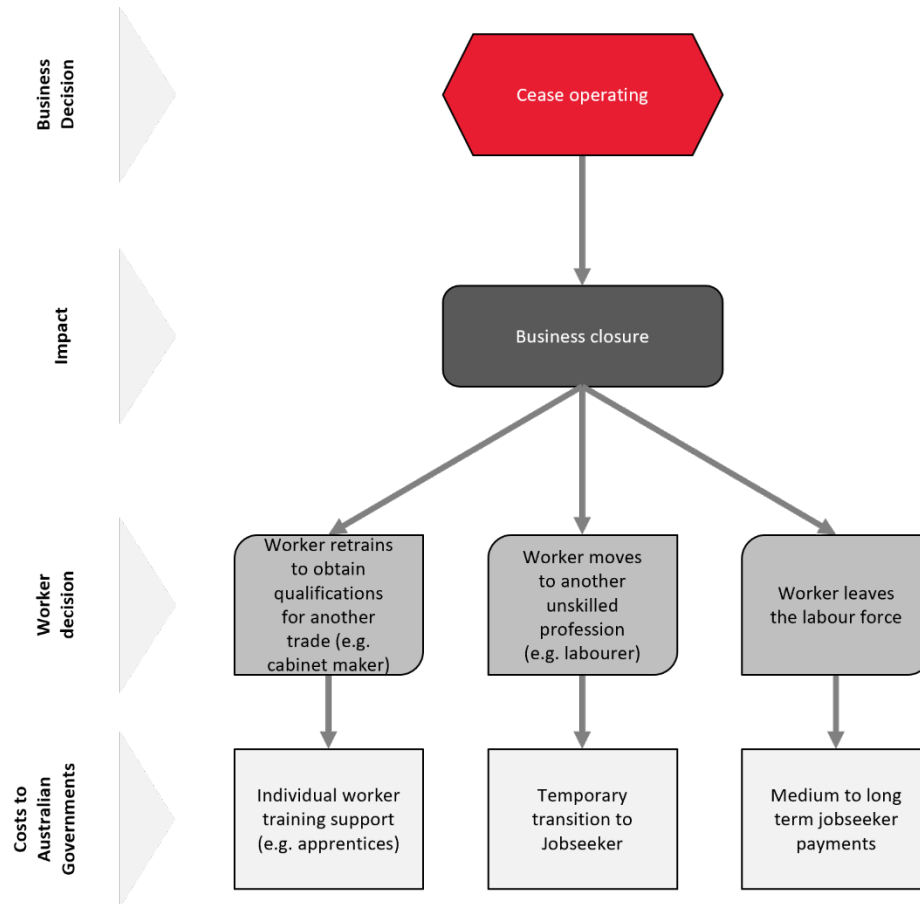 Business
Decision
Cease operating
Impact
Business closure
Worker
decision
Worker retrains
to obtain
qualifications
for another
trade (e.g.
cabinet maker)
Worker moves
to another
unskilled
profession
(e.g. labourer)
Worker leaves
the labour force
Costs to
Australian
Governments
Individual worker
training support
(e.g. apprentices)
Temporary
transition to
Jobseeker
Medium to long
term jobseeker
payments